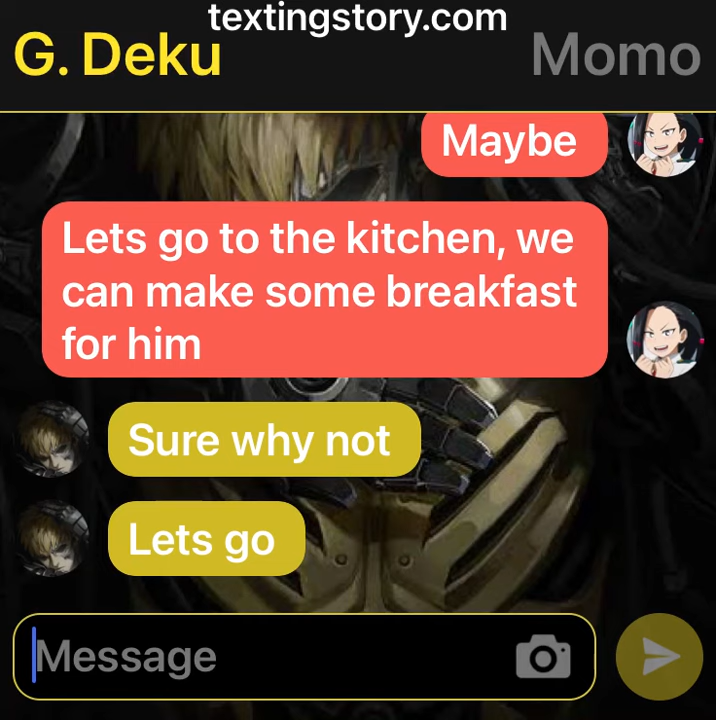 textingstory.com
G. Deku
Momo
Maybe
Lets go to the kitchen, we
can make some breakfast
for him
Sure why not
Lets go
Message